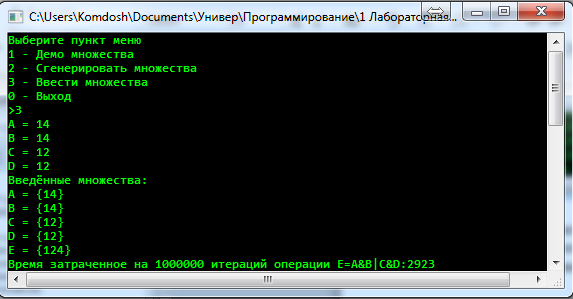 C:\Users\Komdosh\Documents\Универ\Программирование\1 Лабораторная...
Выберите пункт меню
1 - Демо множества
2 - Сгенерировать множества
3 - Ввести множества
0 - Выход
>3
A = 14
B = 14
C = 12
D = 12
Введённые множества:
A = {14}
B = {14}
C = {12}
D = {12}
E = {124}
Время затраченное на 1000000 итераций операции E=A&B|C&D:2923